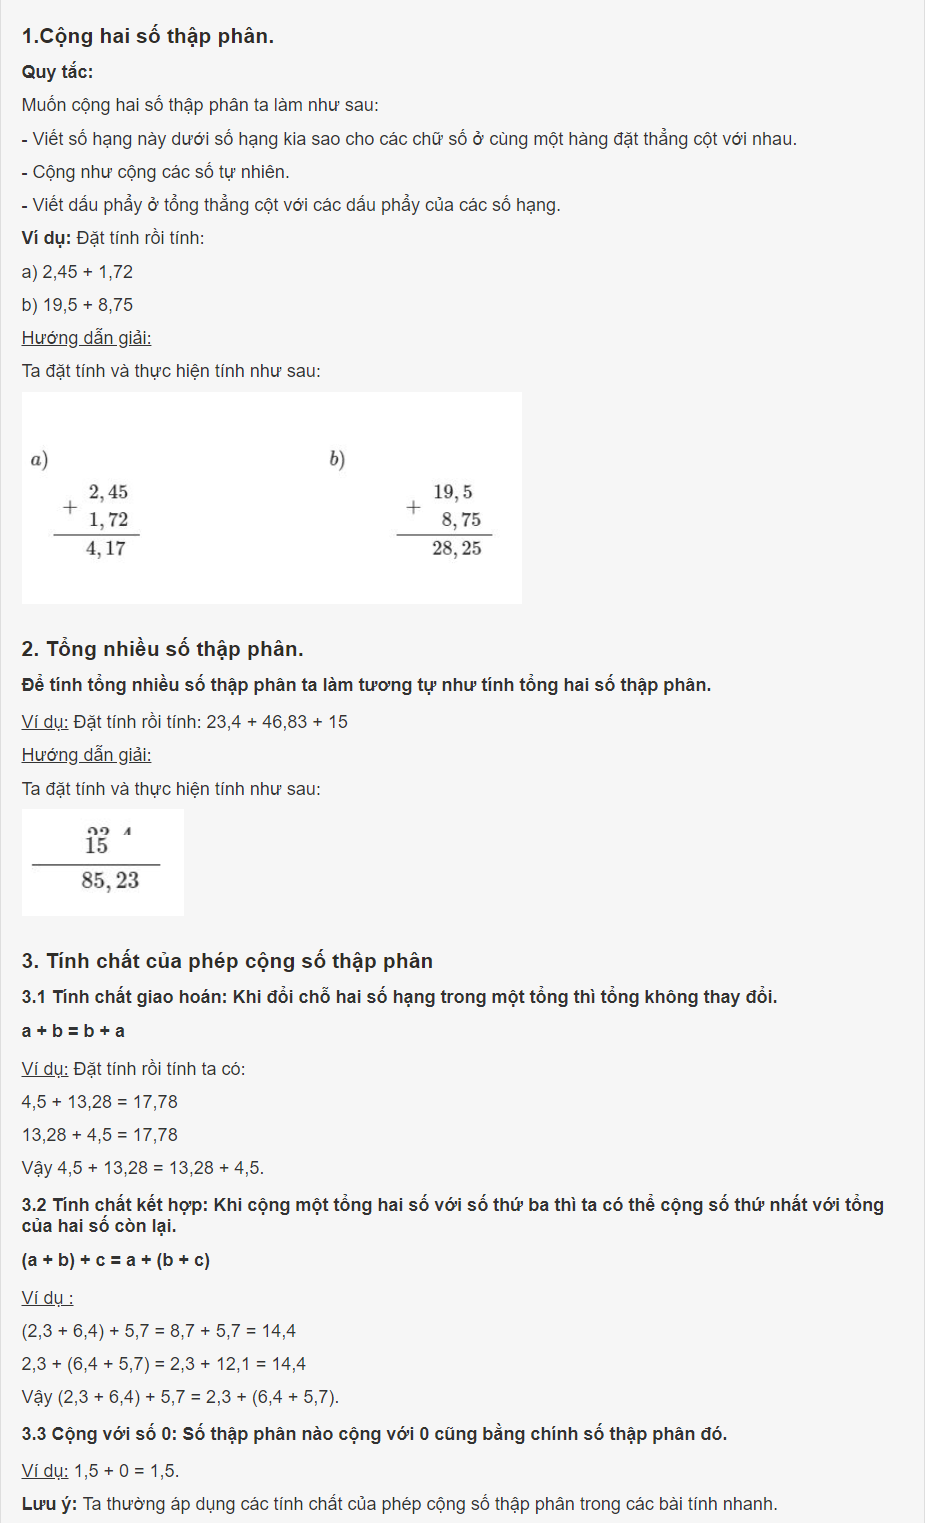 1.Cộng hai số thập phân.
Quy tắc:
Muốn cộng hai số thập phân ta làm như sau:
- Viết số hạng này dưới số hạng kia sao cho các chữ số ở cùng một hàng đặt thẳng cột với nhau.
- Cộng như cộng các số tự nhiên.
- Viết dấu phẩy ở tổng thẳng cột với các dấu phẩy của các số hạng.
Ví dụ: Đặt tính rồi tính:
a) 2,45 + 1,72
b) 19,5 + 8,75
Hướng dẫn giải:
Ta đặt tính và thực hiện tính như sau:
a)
+
2,45
1,72
4,17
b)
+
19,5
8,75
28,25
2. Tổng nhiều số thập phân.
Để tính tổng nhiều số thập phân ta làm tương tự như tính tổng hai số thập phân.
Ví dụ: Đặt tính rồi tính: 23,4 + 46,83 + 15
Hướng dẫn giải:
Ta đặt tính và thực hiện tính như sau:
15
85,23
3. Tính chất của phép cộng số thập phân
3.1 Tính chất giao hoán: Khi đổi chỗ hai số hạng trong một tổng thì tổng không thay đổi.
a + b = b + a
Ví dụ: Đặt tính rồi tính ta có:
4,5 + 13,28 = 17,78
13,28 + 4,5 = 17,78
Vậy 4,5 + 13,28 = 13,28 + 4,5.
3.2 Tính chất kết hợp: Khi cộng một tổng hai số với số thứ ba thì ta có thể cộng số thứ nhất với tổng
của hai số còn lại.
(a + b) + c = a + (b + c)
Ví dụ :
(2,3 + 6,4) + 5,7 = 8,7 + 5,7 = 14,4
2,3 + (6,4 + 5,7) = 2,3 + 12,1 = 14,4
Vậy (2,3 + 6,4) + 5,7 = 2,3 + (6,4 + 5,7).
3.3 Cộng với số 0: Số thập phân nào cộng với 0 cũng bằng chính số thập phân đó.
Ví dụ: 1,5 + 0 = 1,5.
Lưu ý: Ta thường áp dụng các tính chất của phép cộng số thập phân trong các bài tính nhanh.